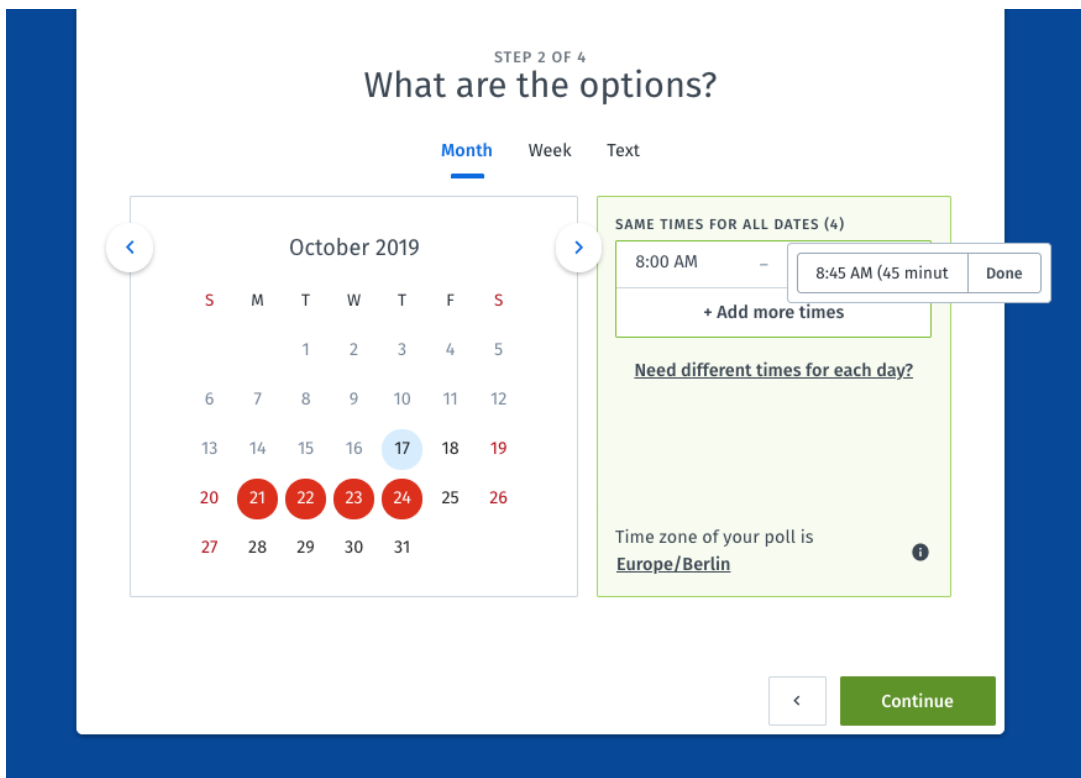 STEP 2 OF 4
What are the options?
Month Week Text
October 2019
S M T W T F S
1 2 3 4 5
6 7 8 9 10 11 12
13 14 15 16 17 18 19
20 21 22 23 24 25 26
27 28 29 30 31
SAME TIMES FOR ALL DATES (4)
8:00 AM – 8:45 AM (45 minut Done
+ Add more times
Need different times for each day?
Time zone of your poll is
Europe/Berlin
Continue